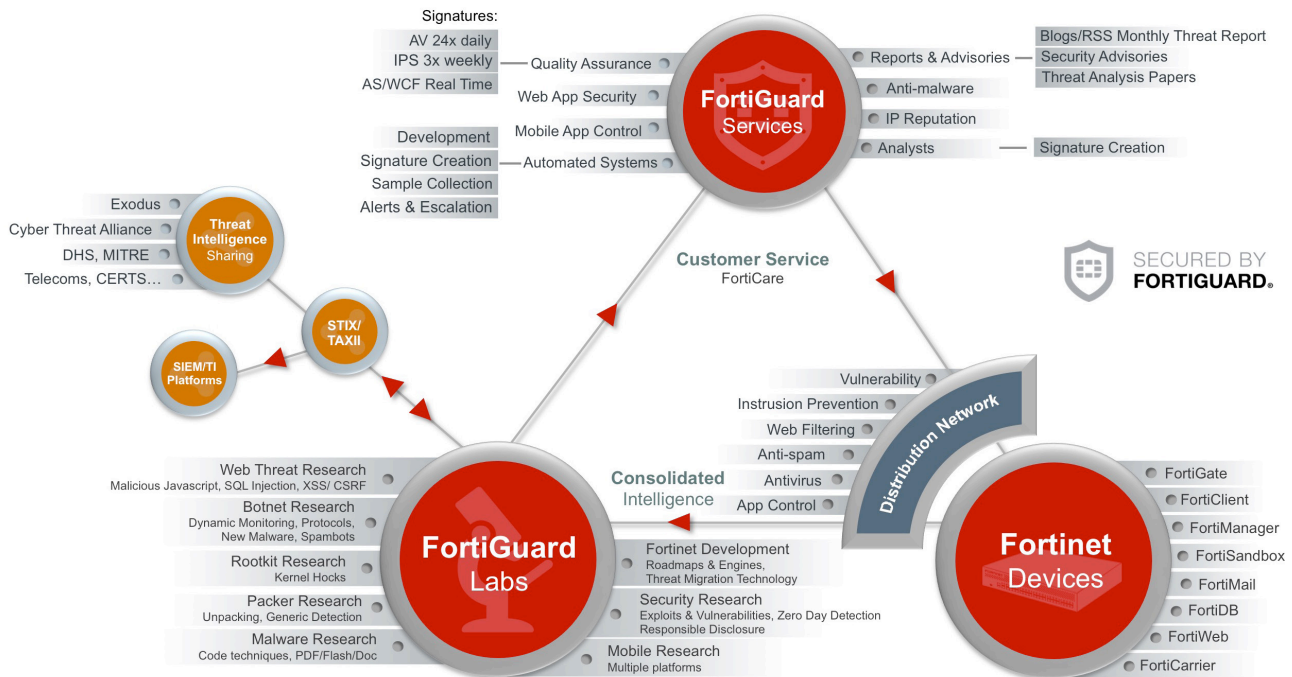 Signatures:
AV 24x daily
IPS 3x weekly
AS/WCF Real Time
Quality Assurance
Web App Security
Mobile App Control
Automated Systems
Development
Signature Creation
Sample Collection
Alerts & Escalation
FortiGuard
Services
Reports & Advisories
Anti-malware
IP Reputation
Analysts
Blogs/RSS Monthly Threat Report
Security Advisories
Threat Analysis Papers
Signature Creation
Exodus
Cyber Threat Alliance
DHS, MITRE
Telecoms, CERTS...
Threat
Intelligence
Sharing
STIX/
TAXII
SIEM/TI
Platforms
Customer Service
FortiCare
SECURED BY
FORTIGUARD®
Vulnerability
Instrusion Prevention
Web Filtering
Anti-spam
Antivirus
App Control
Distribution Network
Consolidated
Intelligence
Web Threat Research
Malicious Javascript, SQL Injection, XSS/ CSRF
Botnet Research
Dynamic Monitoring, Protocols,
New Malware, Spambots
Rootkit Research
Kernel Hocks
Packer Research
Unpacking, Generic Detection
Malware Research
Code techniques, PDF/Flash/Doc
FortiGuard
Labs
Fortinet Development
Roadmaps & Engines,
Threat Migration Technology
Security Research
Exploits & Vulnerabilities, Zero Day Detection
Responsible Disclosure
Mobile Research
Multiple platforms
Fortinet
Devices
FortiGate
FortiClient
FortiManager
FortiSandbox
FortiMail
FortiDB
FortiWeb
FortiCarrier